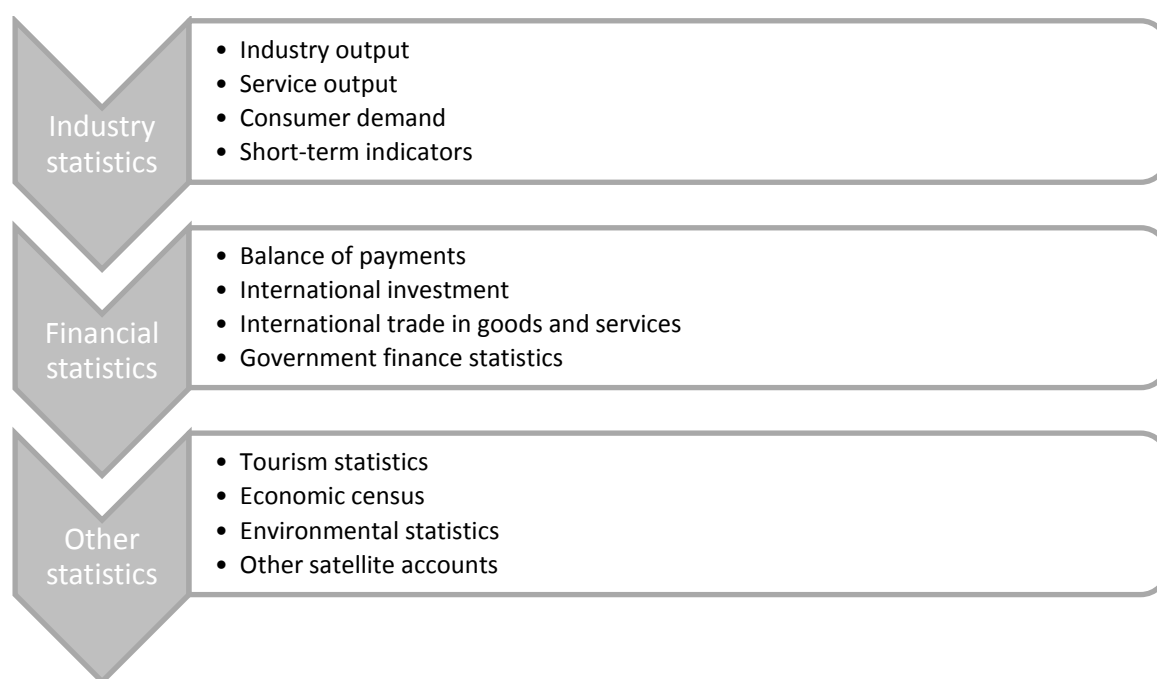 Industry
statistics
• Industry output
• Service output
• Consumer demand
• Short-term indicators
Financial
statistics
• Balance of payments
• International investment
• International trade in goods and services
• Government finance statistics
Other
statistics
• Tourism statistics
• Economic census
• Environmental statistics
• Other satellite accounts